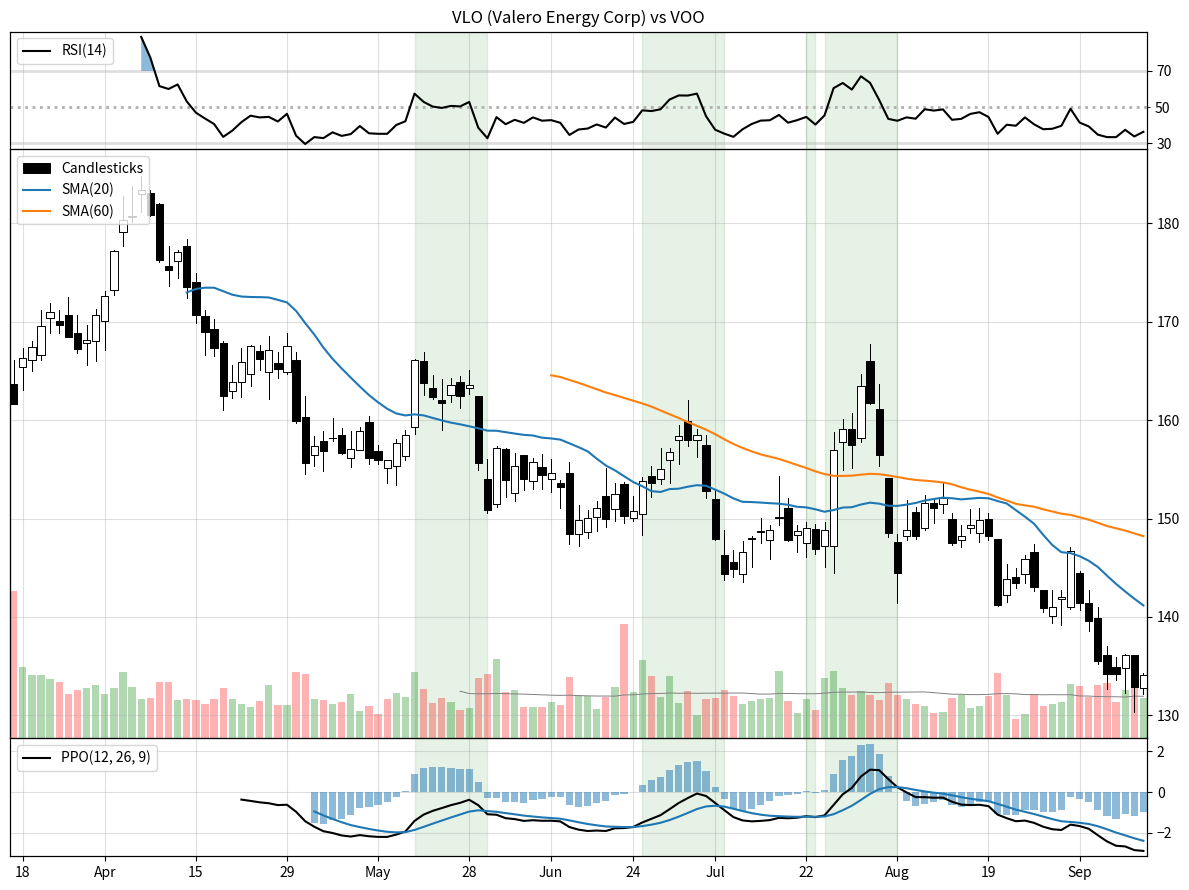 VLO (Valero Energy Corp) vs VOO
RSI(14)
70
50
30
Candlesticks
SMA(20)
SMA(60)
180
170
160
150
140
130
PPO(12, 26, 9)
2
0
−2
18 Apr 15 29 May 28 Jun 24 Jul 22 Aug 19 Sep